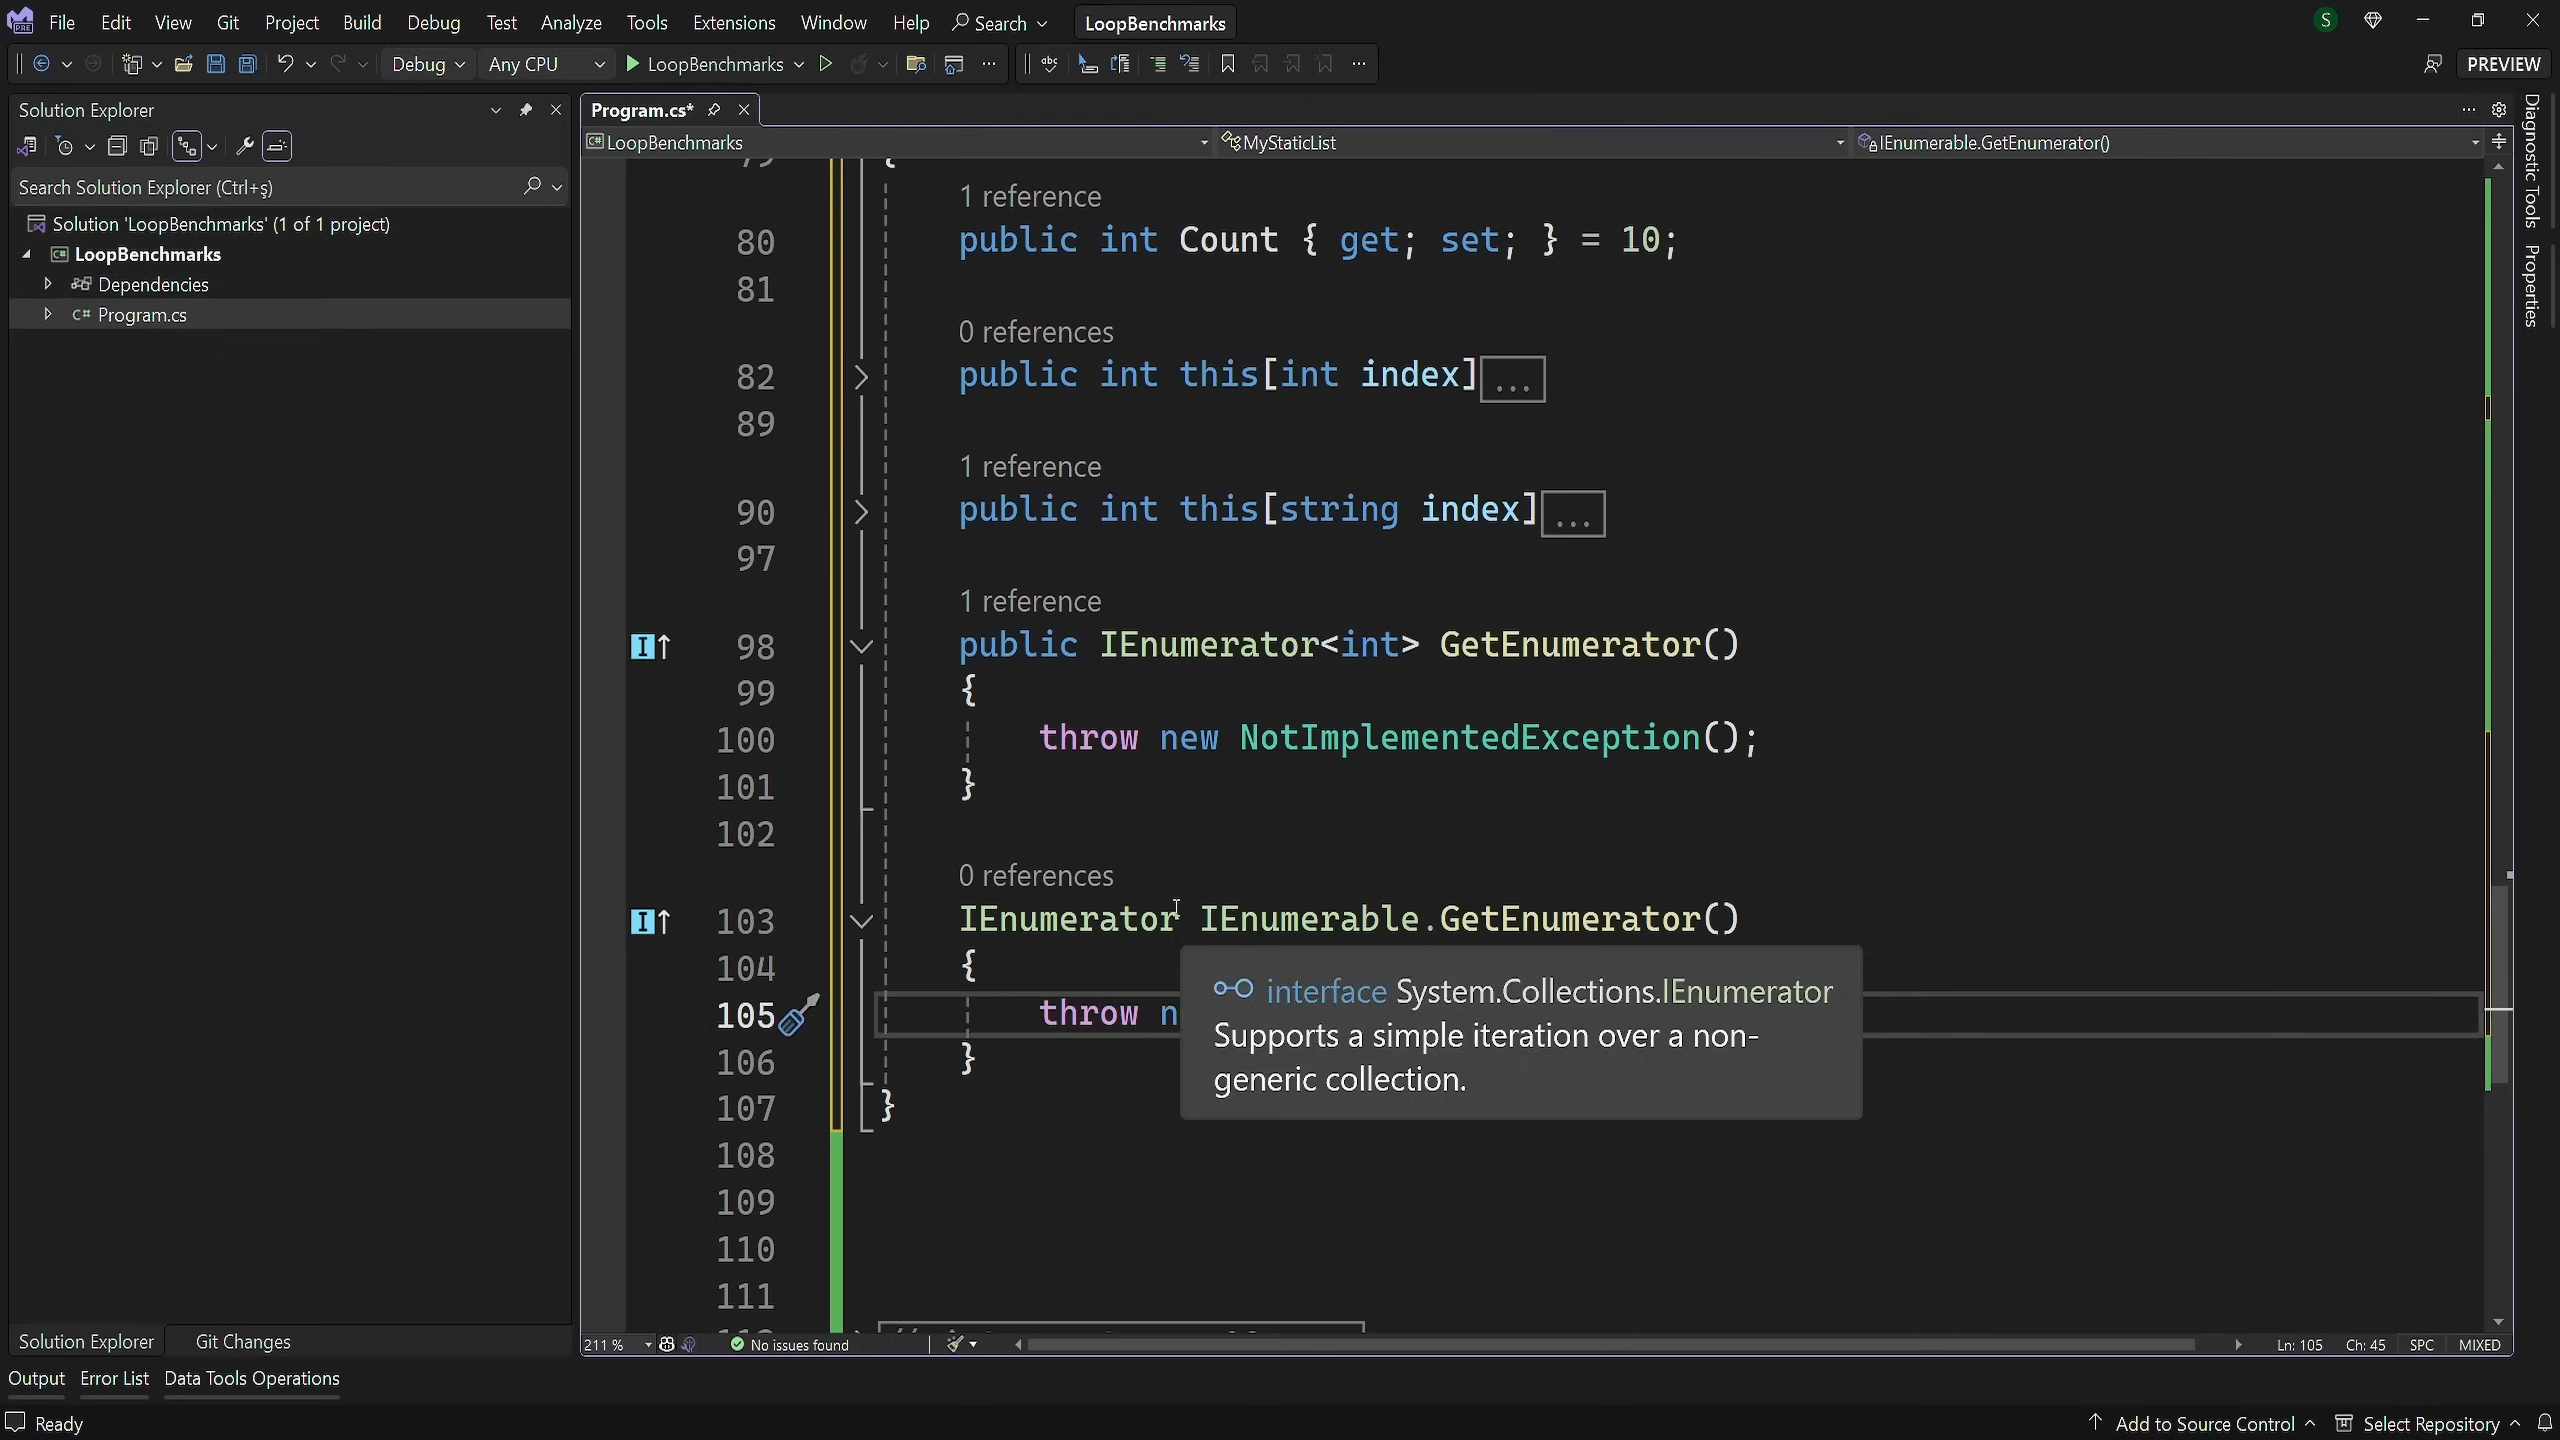 File Edit View Git Project Build Debug Test Analyze Tools Extensions Window Help Search LoopBenchmarks S
Debug Any CPU LoopBenchmarks abc PREVIEW
Solution Explorer
Search Solution Explorer (Ctrl+ş)
Solution 'LoopBenchmarks' (1 of 1 project)
C# LoopBenchmarks
Dependencies
C# Program.cs
Program.cs*
C# LoopBenchmarks MyStaticList IEnumerable.GetEnumerator()
79 {
1 reference
80 public int Count { get; set; } = 10;
81
0 references
82 public int this[int index]...
89
1 reference
90 public int this[string index]...
97
1 reference
98 public IEnumerator<int> GetEnumerator()
99 {
100 throw new NotImplementedException();
101 }
102
0 references
103 IEnumerator IEnumerable.GetEnumerator()
104 {
105 throw n
interface System.Collections.IEnumerator
Supports a simple iteration over a non-
generic collection.
106 }
107 }
108
109
110
111
211 % No issues found Ln: 105 Ch: 45 SPC MIXED
Diagnostic Tools
Properties
Solution Explorer Git Changes
Output Error List Data Tools Operations
Ready Add to Source Control Select Repository